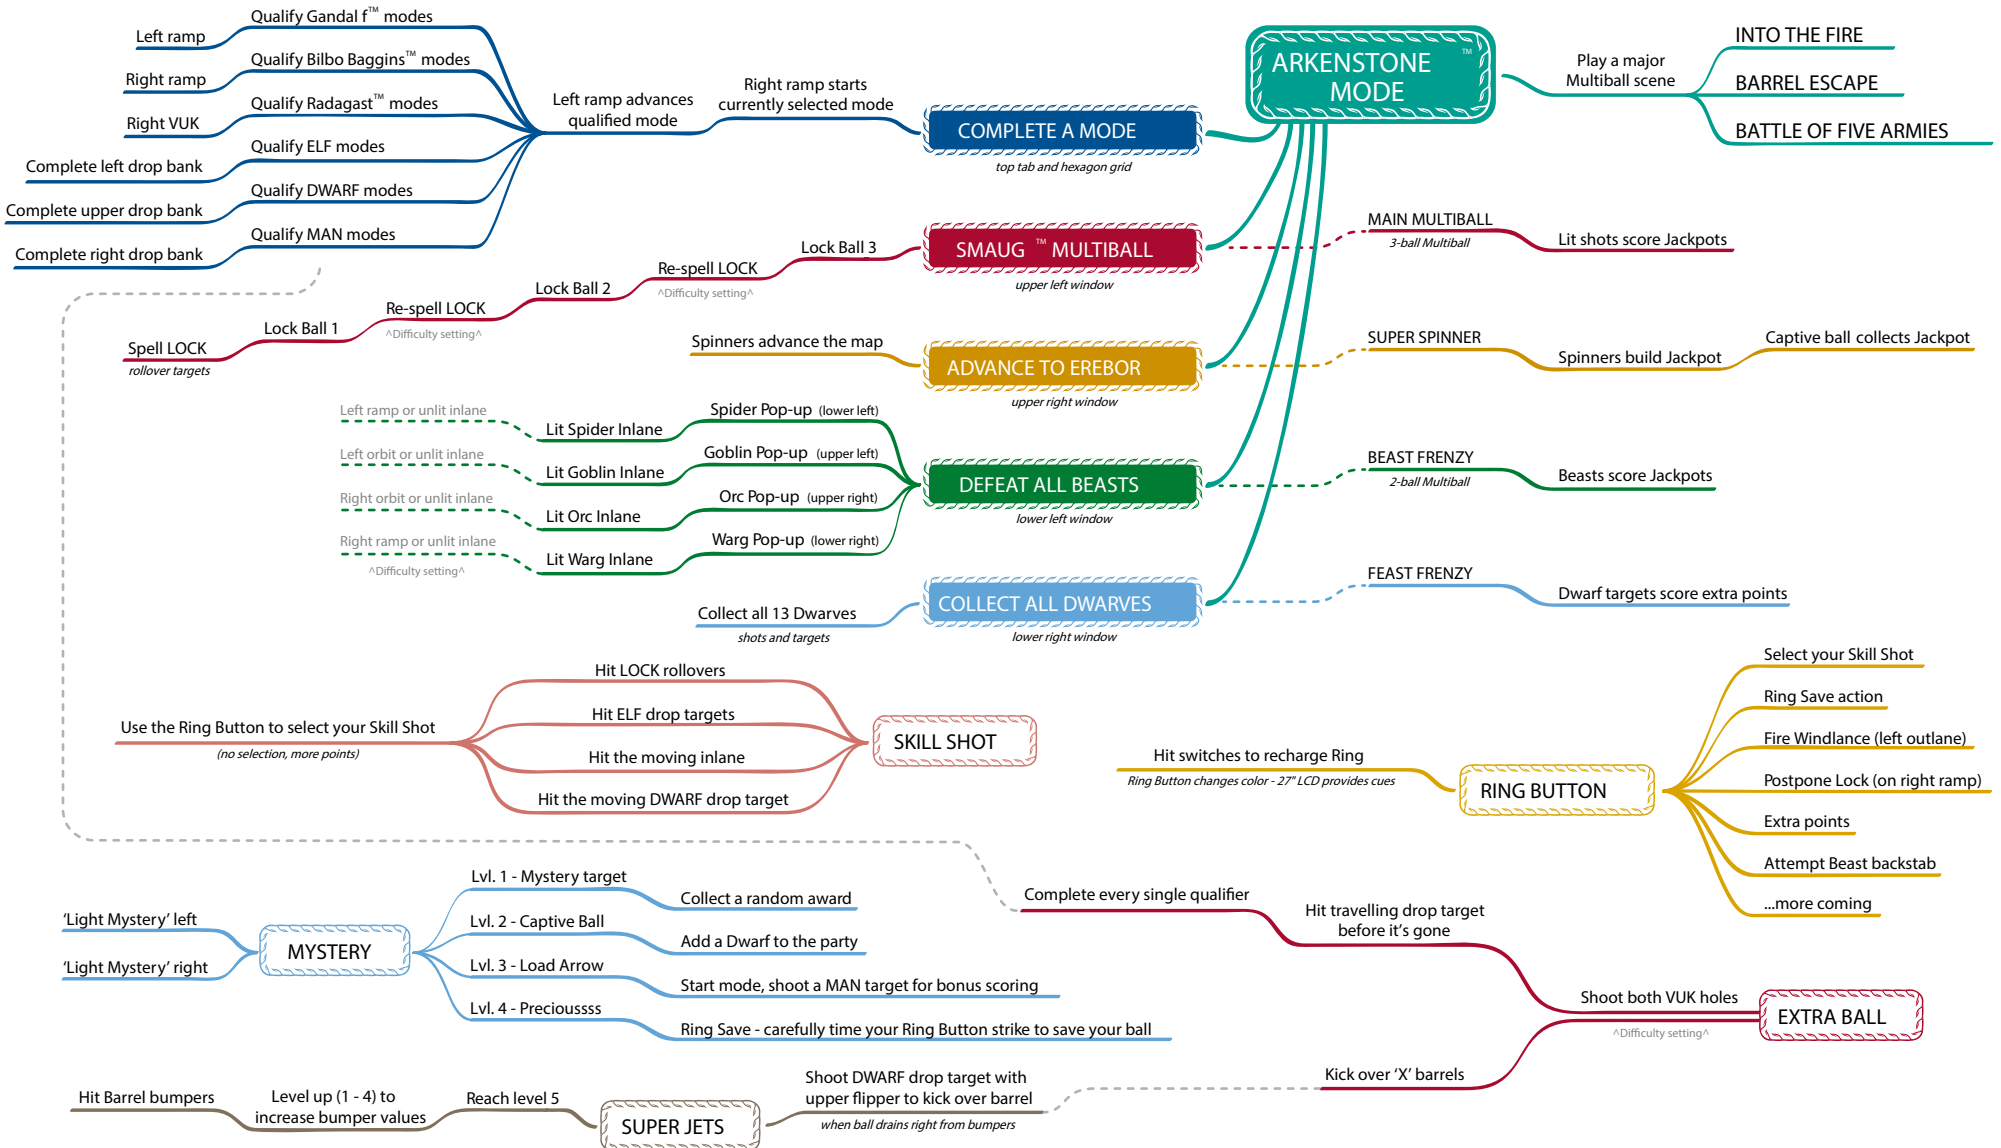 Left ramp
Qualify Gandal f™ modes
Right ramp
Qualify Bilbo Baggins™ modes
Right VUK
Qualify Radagast™ modes
Complete left drop bank
Qualify ELF modes
Complete upper drop bank
Qualify DWARF modes
Complete right drop bank
Qualify MAN modes
Left ramp advances
qualified mode
Right ramp starts
currently selected mode
COMPLETE A MODE
top tab and hexagon grid
ARKENSTONE ™
MODE
Play a major
Multiball scene
INTO THE FIRE
BARREL ESCAPE
BATTLE OF FIVE ARMIES
Spell LOCK
rollover targets
Lock Ball 1
Re-spell LOCK
^Difficulty setting^
Lock Ball 2
Re-spell LOCK
^Difficulty setting^
Lock Ball 3
SMAUG ™ MULTIBALL
upper left window
MAIN MULTIBALL
3-ball Multiball
Lit shots score Jackpots
Spinners advance the map
ADVANCE TO EREBOR
upper right window
SUPER SPINNER
Spinners build Jackpot
Captive ball collects Jackpot
Left ramp or unlit inlane
Lit Spider Inlane
Spider Pop-up (lower left)
Left orbit or unlit inlane
Lit Goblin Inlane
Goblin Pop-up (upper left)
Right orbit or unlit inlane
Lit Orc Inlane
Orc Pop-up (upper right)
Right ramp or unlit inlane
^Difficulty setting^
Lit Warg Inlane
Warg Pop-up (lower right)
DEFEAT ALL BEASTS
lower left window
BEAST FRENZY
2-ball Multiball
Beasts score Jackpots
Collect all 13 Dwarves
shots and targets
COLLECT ALL DWARVES
lower right window
FEAST FRENZY
Dwarf targets score extra points
Use the Ring Button to select your Skill Shot
(no selection, more points)
Hit LOCK rollovers
Hit ELF drop targets
Hit the moving inlane
Hit the moving DWARF drop target
SKILL SHOT
Hit switches to recharge Ring
Ring Button changes color - 27" LCD provides cues
RING BUTTON
Select your Skill Shot
Ring Save action
Fire Windlance (left outlane)
Postpone Lock (on right ramp)
Extra points
Attempt Beast backstab
...more coming
‘Light Mystery’ left
‘Light Mystery’ right
MYSTERY
Lvl. 1 - Mystery target
Collect a random award
Lvl. 2 - Captive Ball
Add a Dwarf to the party
Lvl. 3 - Load Arrow
Start mode, shoot a MAN target for bonus scoring
Lvl. 4 - Preciousssss
Ring Save - carefully time your Ring Button strike to save your ball
Complete every single qualifier
Hit travelling drop target
before it’s gone
Shoot both VUK holes
^Difficulty setting^
EXTRA BALL
Kick over ‘X’ barrels
Hit Barrel bumpers
Level up (1 - 4) to
increase bumper values
Reach level 5
SUPER JETS
Shoot DWARF drop target with
upper flipper to kick over barrel
when ball drains right from bumpers